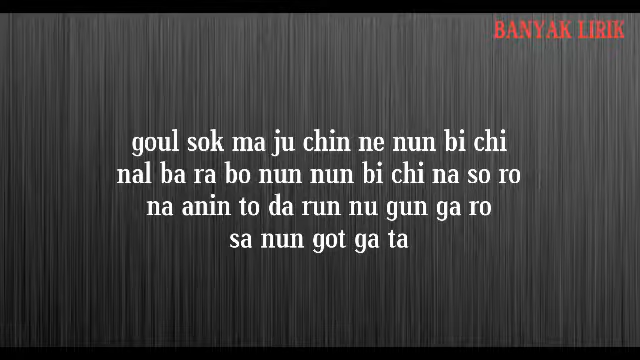 BANYAK LIRIK
goul sok ma ju chin ne nun bi chi
nal ba ra bo nun nun bi chi na so ro
na anin to da run nu gun ga ro
sa nun got ga ta